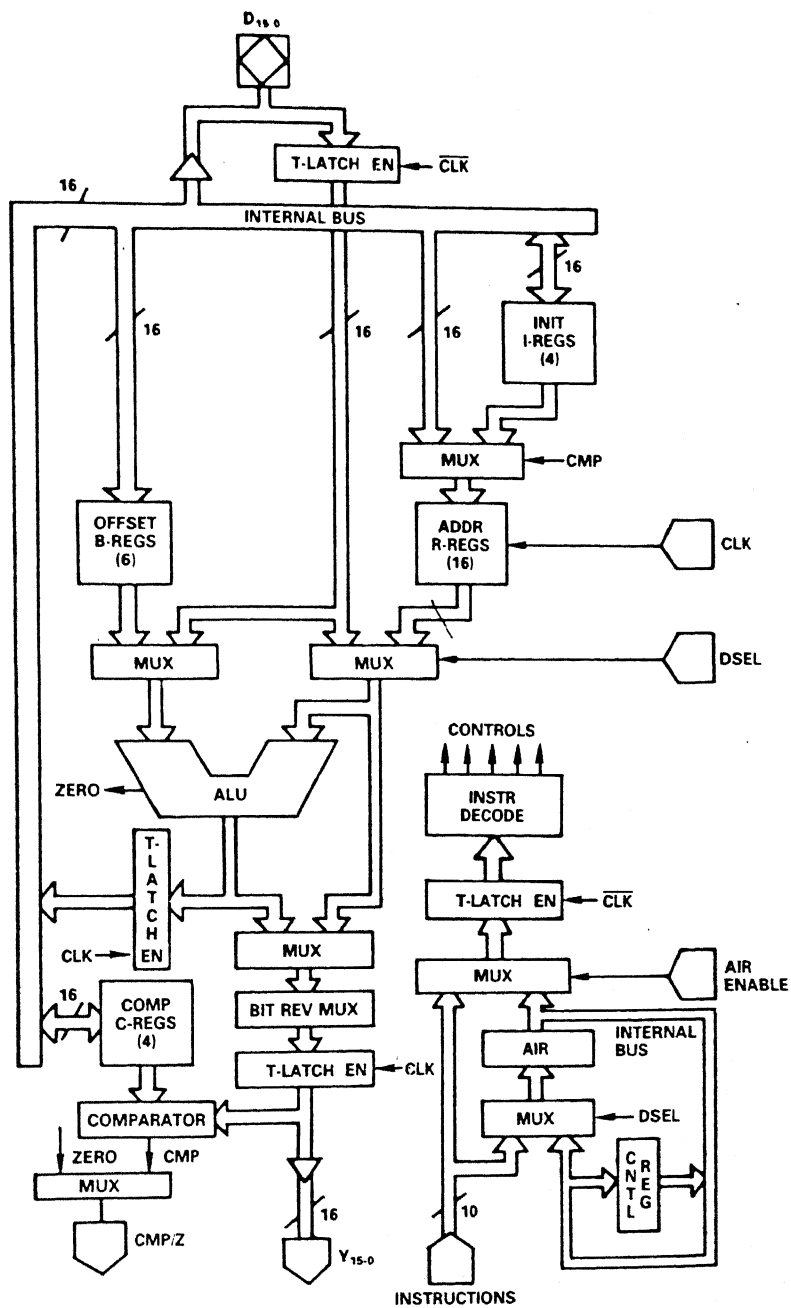 D15-0
T-LATCH EN
CLK
16
INTERNAL BUS
16
16
16
16
INIT
I-REGS
(4)
MUX
CMP
OFFSET
B-REGS
(6)
ADDR
R-REGS
(16)
CLK
MUX
MUX
DSEL
CONTROLS
ZERO
ALU
INSTR
DECODE
T-LATCH
EN
CLK
T-LATCH EN
CLK
MUX
MUX
AIR
ENABLE
16
COMP
C-REGS
(4)
BIT REV MUX
INTERNAL
BUS
AIR
T-LATCH EN
CLK
COMPARATOR
MUX
DSEL
ZERO
CMP
MUX
CNTL
REG
16
10
CMP/Z
Y15-0
INSTRUCTIONS